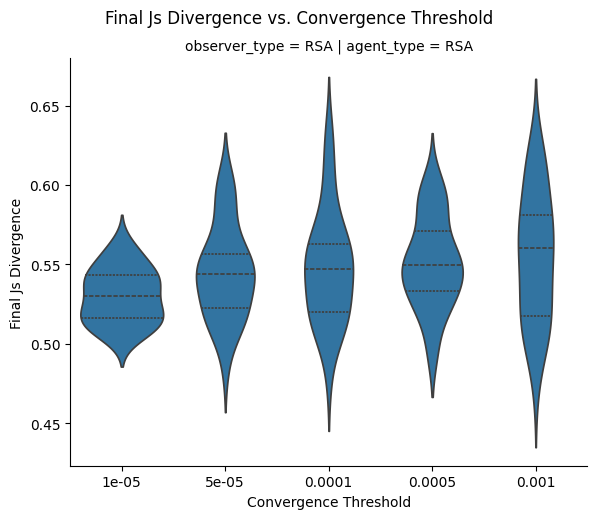 Final Js Divergence vs. Convergence Threshold
observer_type = RSA | agent_type = RSA
Final Js Divergence
0.65
0.60
0.55
0.50
0.45
1e-05
5e-05
0.0001
0.0005
0.001
Convergence Threshold